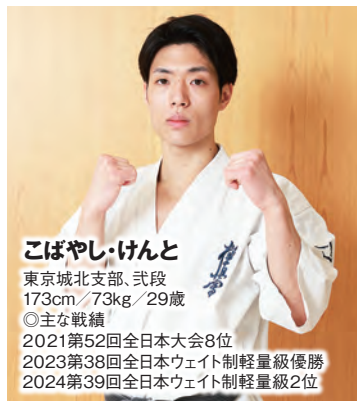 極真会
こばやし・けんと
東京城北支部、弐段
173cm／73kg／29歳
◎主な戦績
2021第52回全日本大会8位
2023第38回全日本ウェイト制軽量級優勝
2024第39回全日本ウェイト制軽量級2位